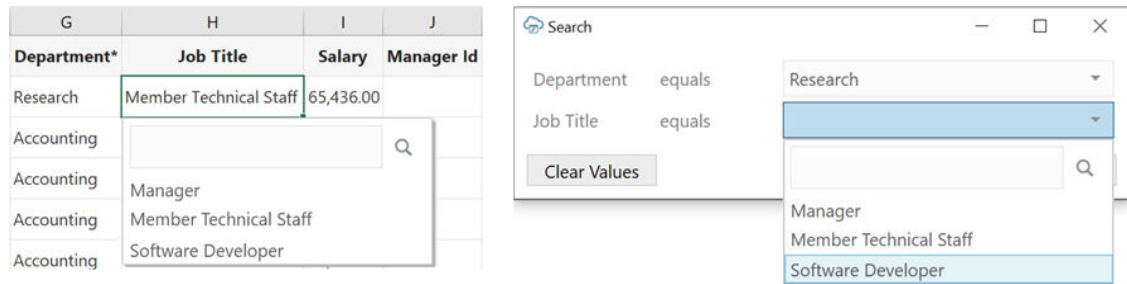 G H I J
Department* Job Title Salary Manager Id
Research Member Technical Staff 65,436.00
Accounting
Accounting
Manager
Accounting Member Technical Staff
Software Developer
Accounting
Search
Department equals Research
Job Title equals
Clear Values
Manager
Member Technical Staff
Software Developer